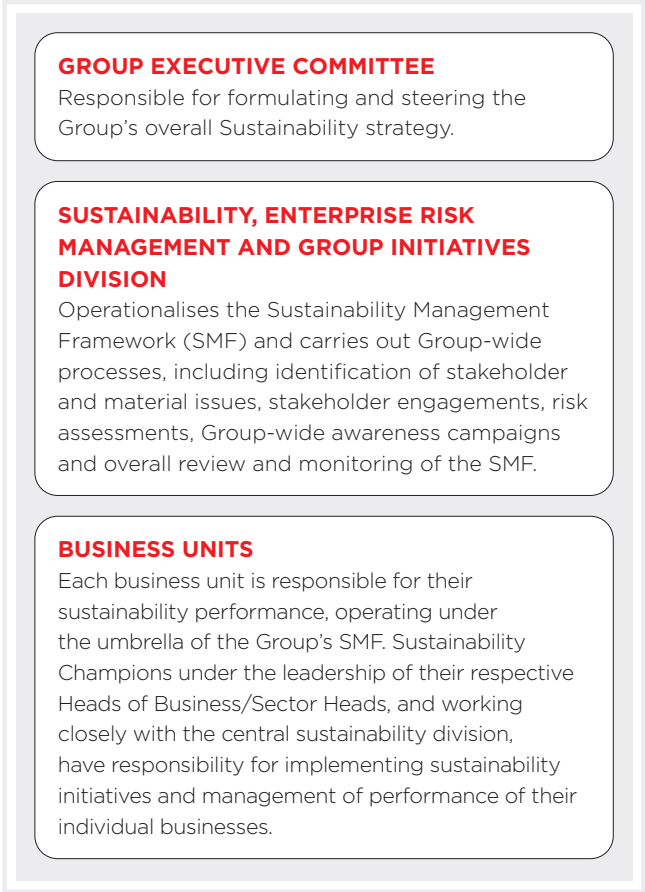 GROUP EXECUTIVE COMMITTEE
Responsible for formulating and steering the
Group’s overall Sustainability strategy.
SUSTAINABILITY, ENTERPRISE RISK
MANAGEMENT AND GROUP INITIATIVES
DIVISION
Operationalises the Sustainability Management
Framework (SMF) and carries out Group-wide
processes, including identification of stakeholder
and material issues, stakeholder engagements, risk
assessments, Group-wide awareness campaigns
and overall review and monitoring of the SMF.
BUSINESS UNITS
Each business unit is responsible for their
sustainability performance, operating under
the umbrella of the Group’s SMF. Sustainability
Champions under the leadership of their respective
Heads of Business/Sector Heads, and working
closely with the central sustainability division,
have responsibility for implementing sustainability
initiatives and management of performance of their
individual businesses.